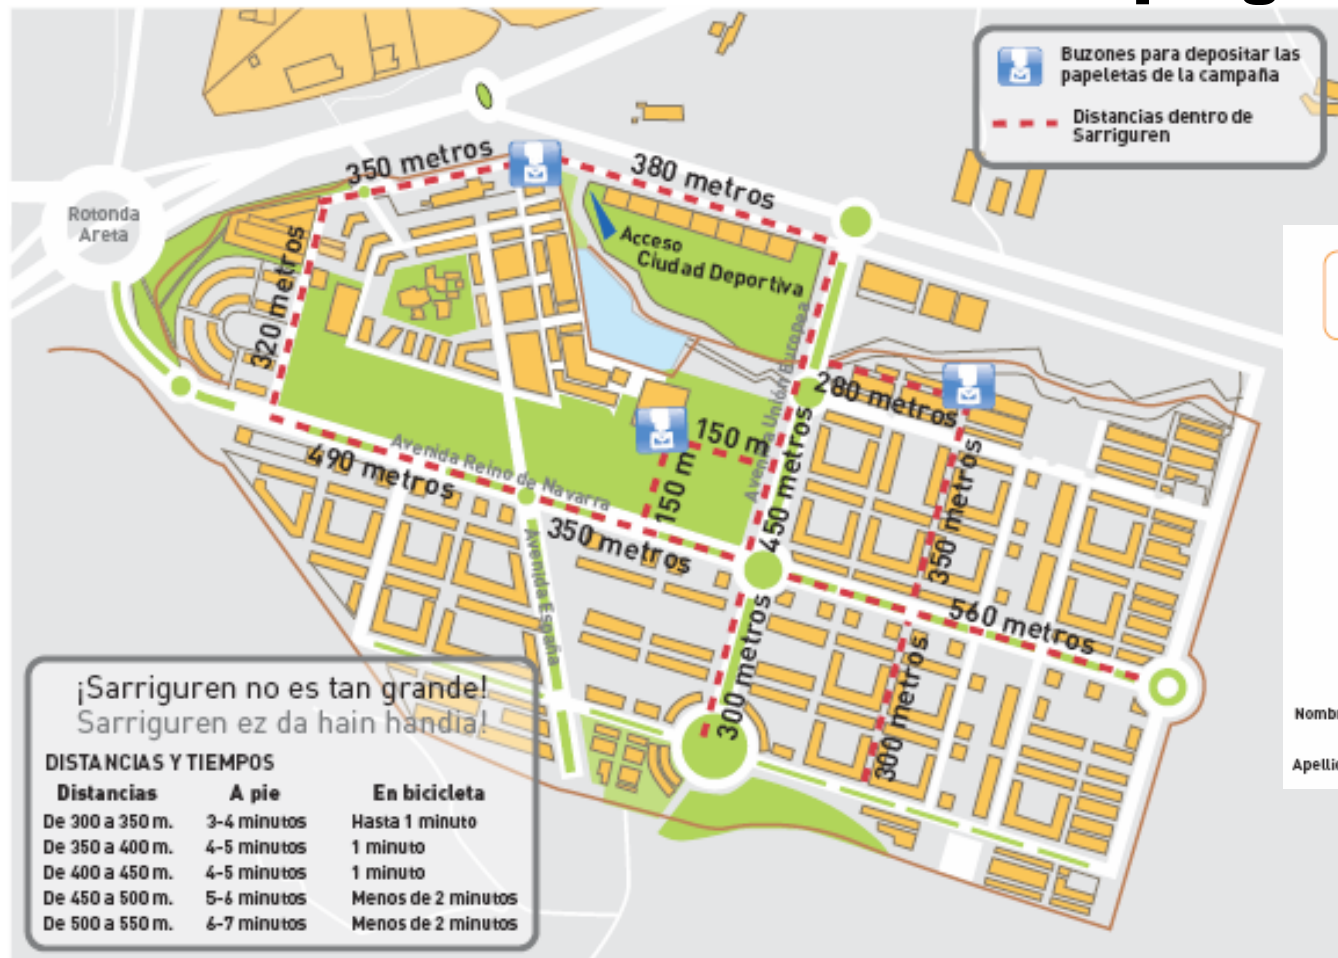 Buzones para depositar las
papeletas de la campaña
Distancias dentro de
Sarriguren
350 metros
380 metros
Rotonda
Areta
Acceso
Ciudad Deportiva
320 metros
Avenida Unión Europea
280 metros
150 m
150 m
450 metros
490 metros
Avenida Reino de Navarra
350 metros
350 metros
Avenida España
560 metros
300 metros
300 metros
¡Sarriguren no es tan grande!
Sarriguren ez da hain handia!
DISTANCIAS Y TIEMPOS
Distancias A pie En bicicleta
De 300 a 350 m. 3-4 minutos Hasta 1 minuto
De 350 a 400 m. 4-5 minutos 1 minuto
De 400 a 450 m. 4-5 minutos 1 minuto
De 450 a 500 m. 5-6 minutos Menos de 2 minutos
De 500 a 550 m. 6-7 minutos Menos de 2 minutos